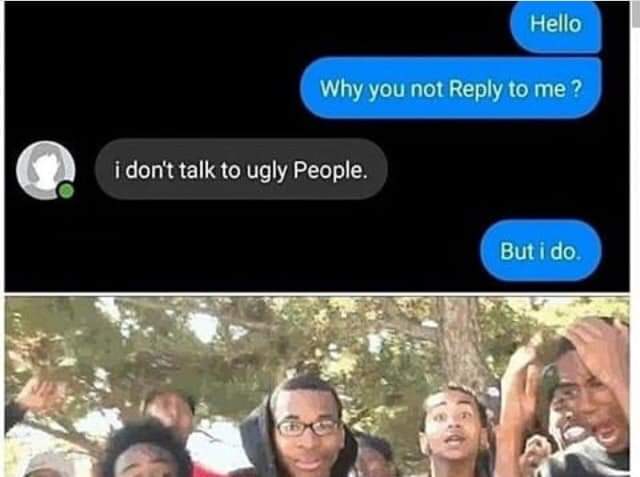 Hello
Why you not Reply to me ?
i don't talk to ugly People.
But i do.